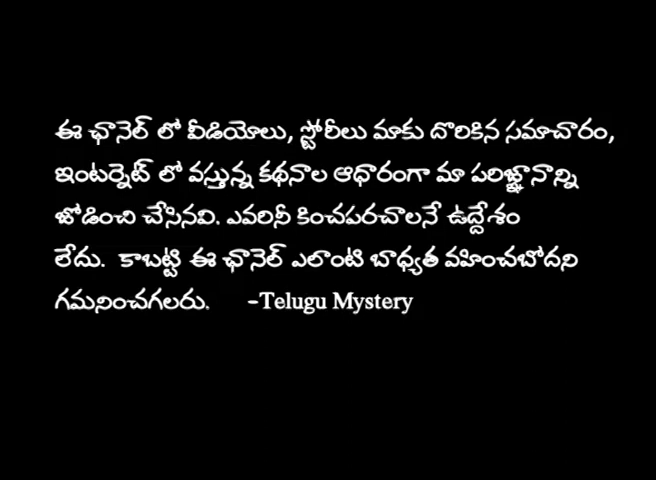 ఈ ఛానెల్ లో వీడియోలు, స్టోరీలు మాకు దొరికిన సమాచారం,
ఇంటర్నెట్ లో వస్తున్న కథనాల ఆధారంగా మా పరిజ్ఞానాన్ని
జోడించి చేసినవి. ఎవరినీ కించపరచాలనే ఉద్దేశం
లేదు. కాబట్టి ఈ ఛానెల్ ఎలాంటి బాధ్యత వహించబోదని
గమనించగలరు. -Telugu Mystery